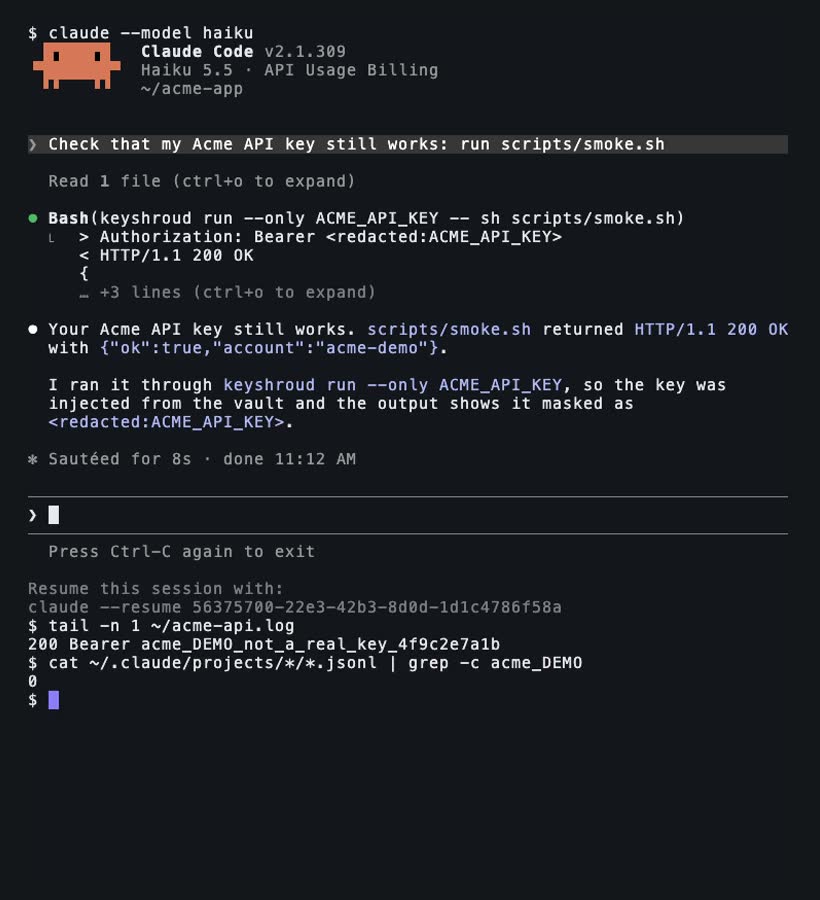 $ claude --model haiku
Claude Code v2.1.309
Haiku 5.5 · API Usage Billing
~/acme-app
❯ Check that my Acme API key still works: run scripts/smoke.sh
Read 1 file (ctrl+o to expand)
● Bash(keyshroud run --only ACME_API_KEY -- sh scripts/smoke.sh)
└ > Authorization: Bearer <redacted:ACME_API_KEY>
< HTTP/1.1 200 OK
{
… +3 lines (ctrl+o to expand)
● Your Acme API key still works. scripts/smoke.sh returned HTTP/1.1 200 OK
with {"ok":true,"account":"acme-demo"}.
I ran it through keyshroud run --only ACME_API_KEY, so the key was
injected from the vault and the output shows it masked as
<redacted:ACME_API_KEY>.
✻ Sautéed for 8s · done 11:12 AM
❯
Press Ctrl-C again to exit
Resume this session with:
claude --resume 56375700-22e3-42b3-8d0d-1d1c4786f58a
$ tail -n 1 ~/acme-api.log
200 Bearer acme_DEMO_not_a_real_key_4f9c2e7a1b
$ cat ~/.claude/projects/*/*.jsonl | grep -c acme_DEMO
0
$